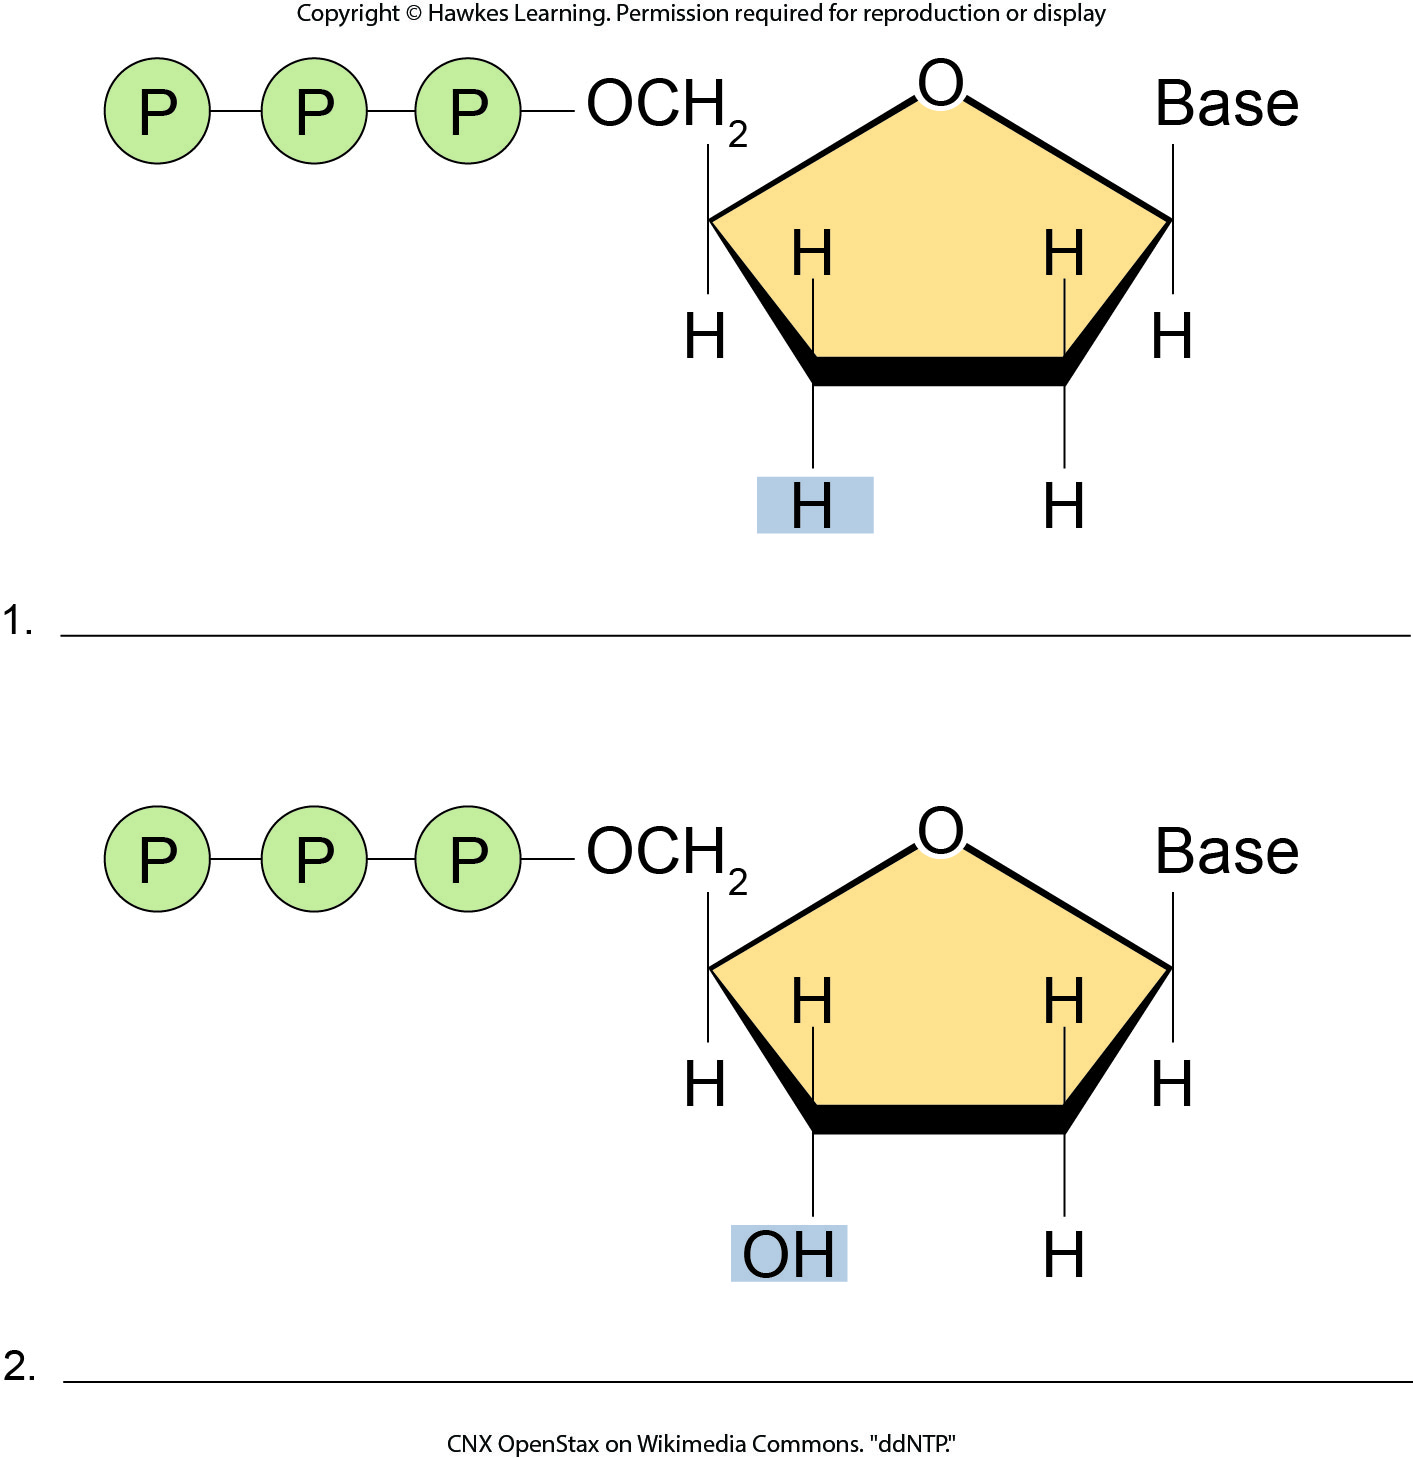 Copyright © Hawkes Learning. Permission required for reproduction or display
P P P OCH₂ O Base
H H
H H
H H
1.
P P P OCH₂ O Base
H H
H H
OH H
2.
CNX OpenStax on Wikimedia Commons. "ddNTP."